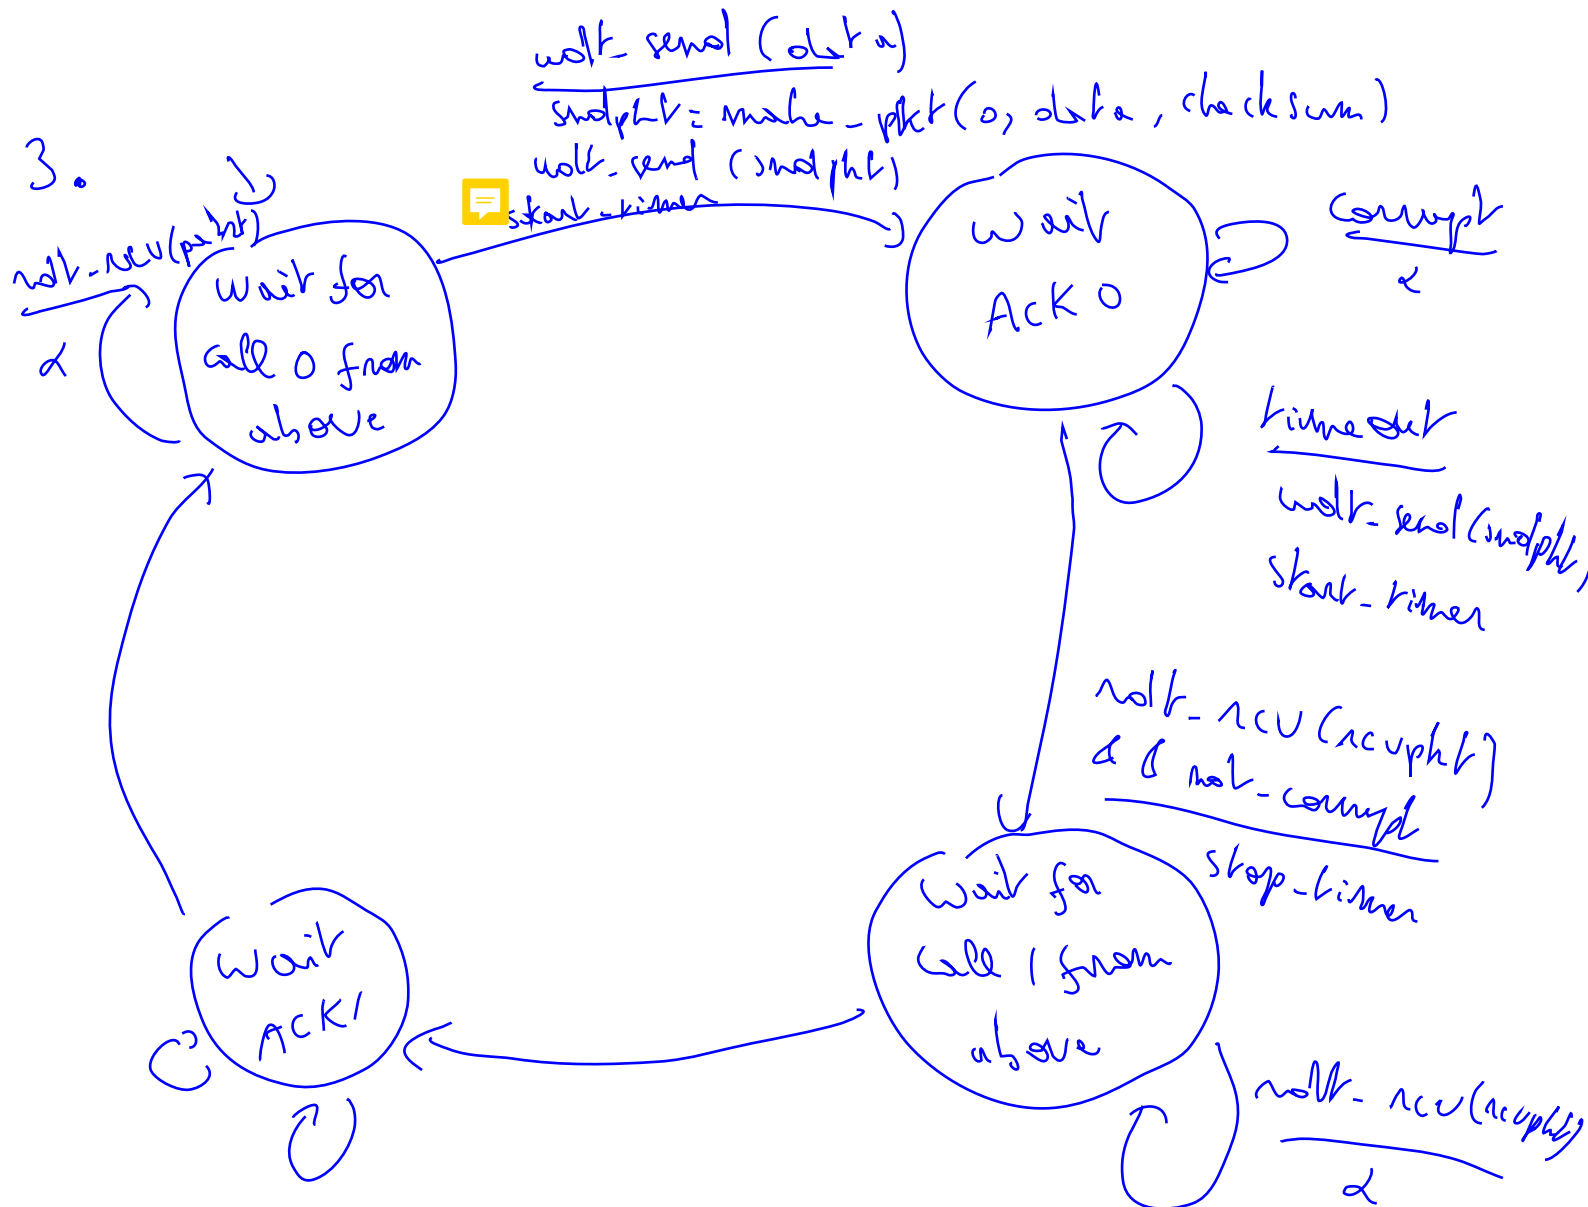 3.
udt_send (data)
sndpkt = make_pkt (0, data, checksum)
udt_send (sndpkt)
start_timer
rdt_rcv(pckt)
α
Wait for
call 0 from
above
Wait
ACK 0
corrupt
α
timeout
udt_send (sndpkt)
start_timer
rdt_rcv (rcvpkt)
&& not_corrupt
stop_timer
Wait for
call 1 from
above
rdt_rcv (rcvpkt)
α
Wait
ACK1